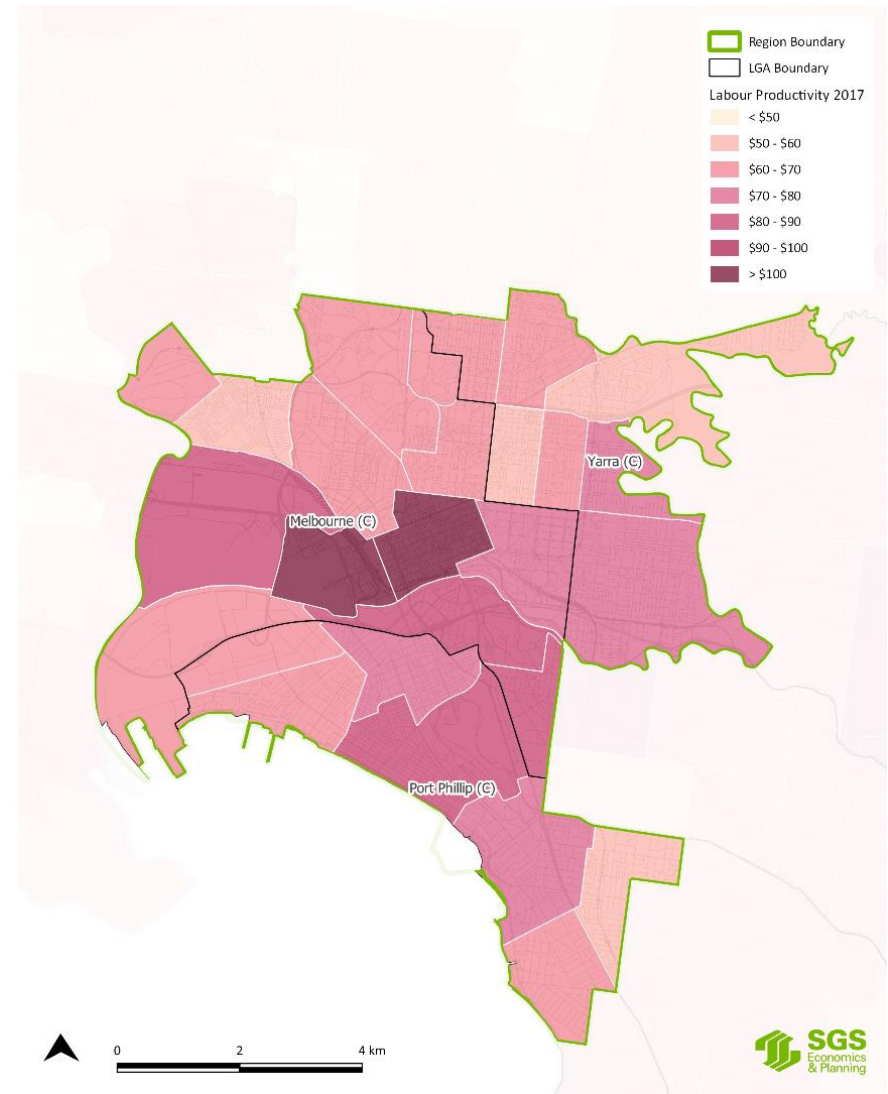 Region Boundary
LGA Boundary
Labour Productivity 2017
< $50
$50 - $60
$60 - $70
$70 - $80
$80 - $90
$90 - $100
> $100
Yarra (C)
Melbourne (C)
Port Phillip (C)
0 2 4 km
SGS
Economics
& Planning